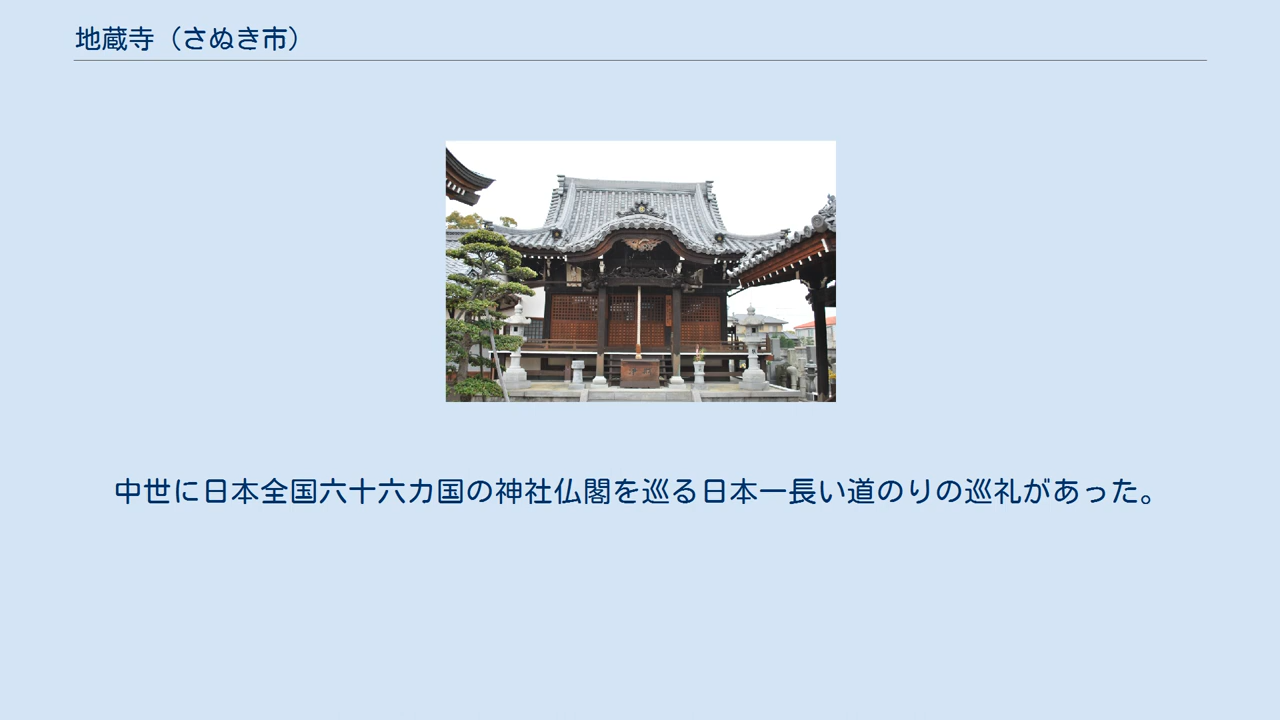 地蔵寺（さぬき市）
中世に日本全国六十六カ国の神社仏閣を巡る日本一長い道のりの巡礼があった。